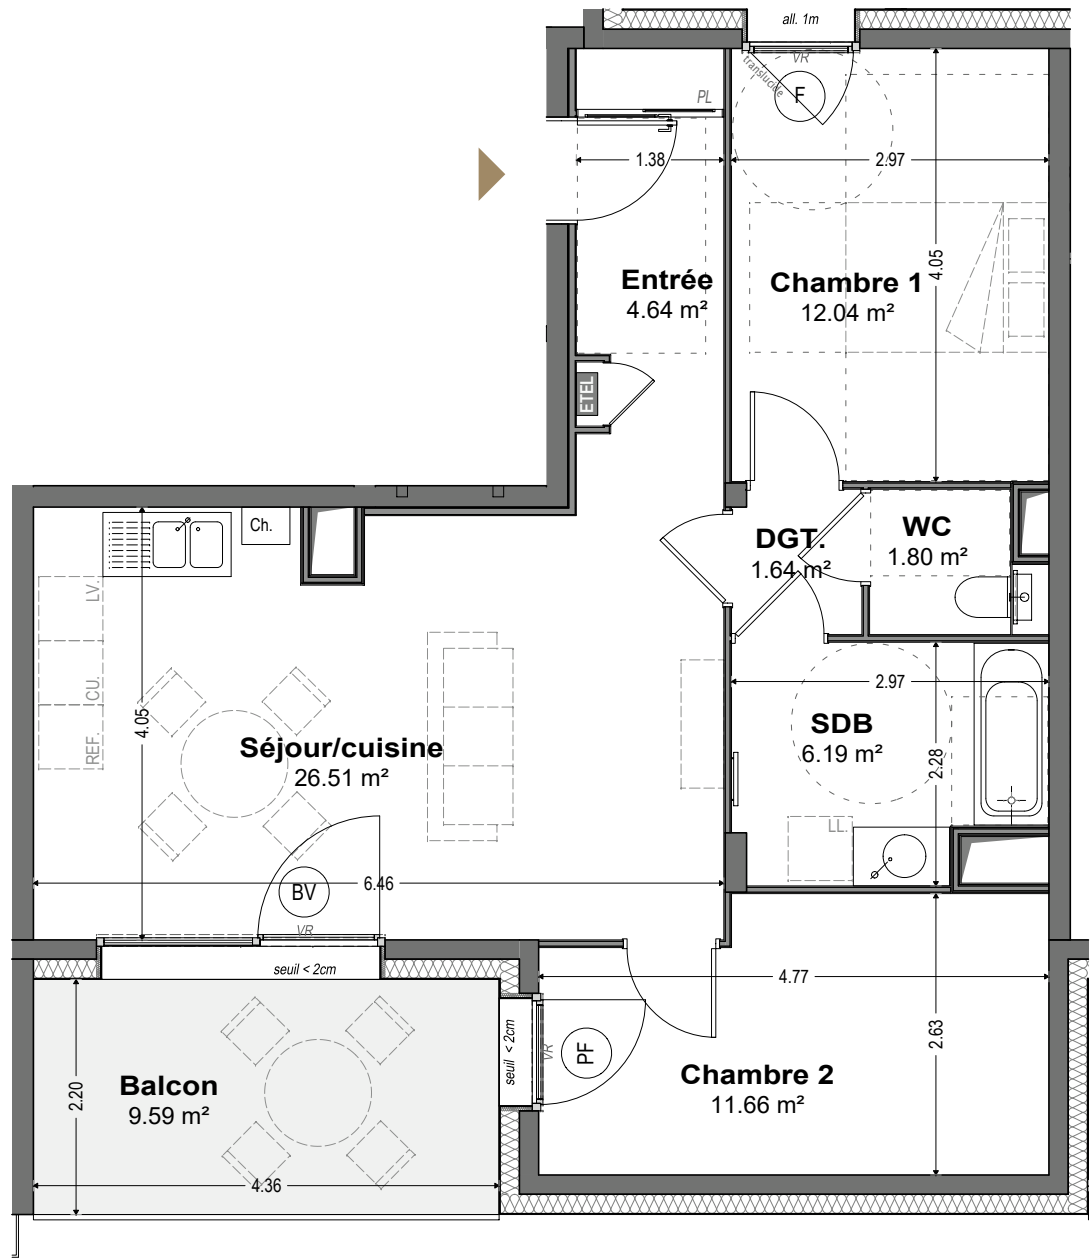 all. 1m
VR
translucide
F
PL
1.38
2.97
4.05
Entrée
4.64 m²
Chambre 1
12.04 m²
ETEL
Ch.
DGT.
1.64 m²
WC
1.80 m²
LV.
CU.
REF.
4.05
Séjour/cuisine
26.51 m²
2.97
SDB
6.19 m²
2.28
LL.
6.46
BV
VR
seuil < 2cm
4.77
2.63
seuil < 2cm
VR
PF
Chambre 2
11.66 m²
Balcon
9.59 m²
2.20
4.36